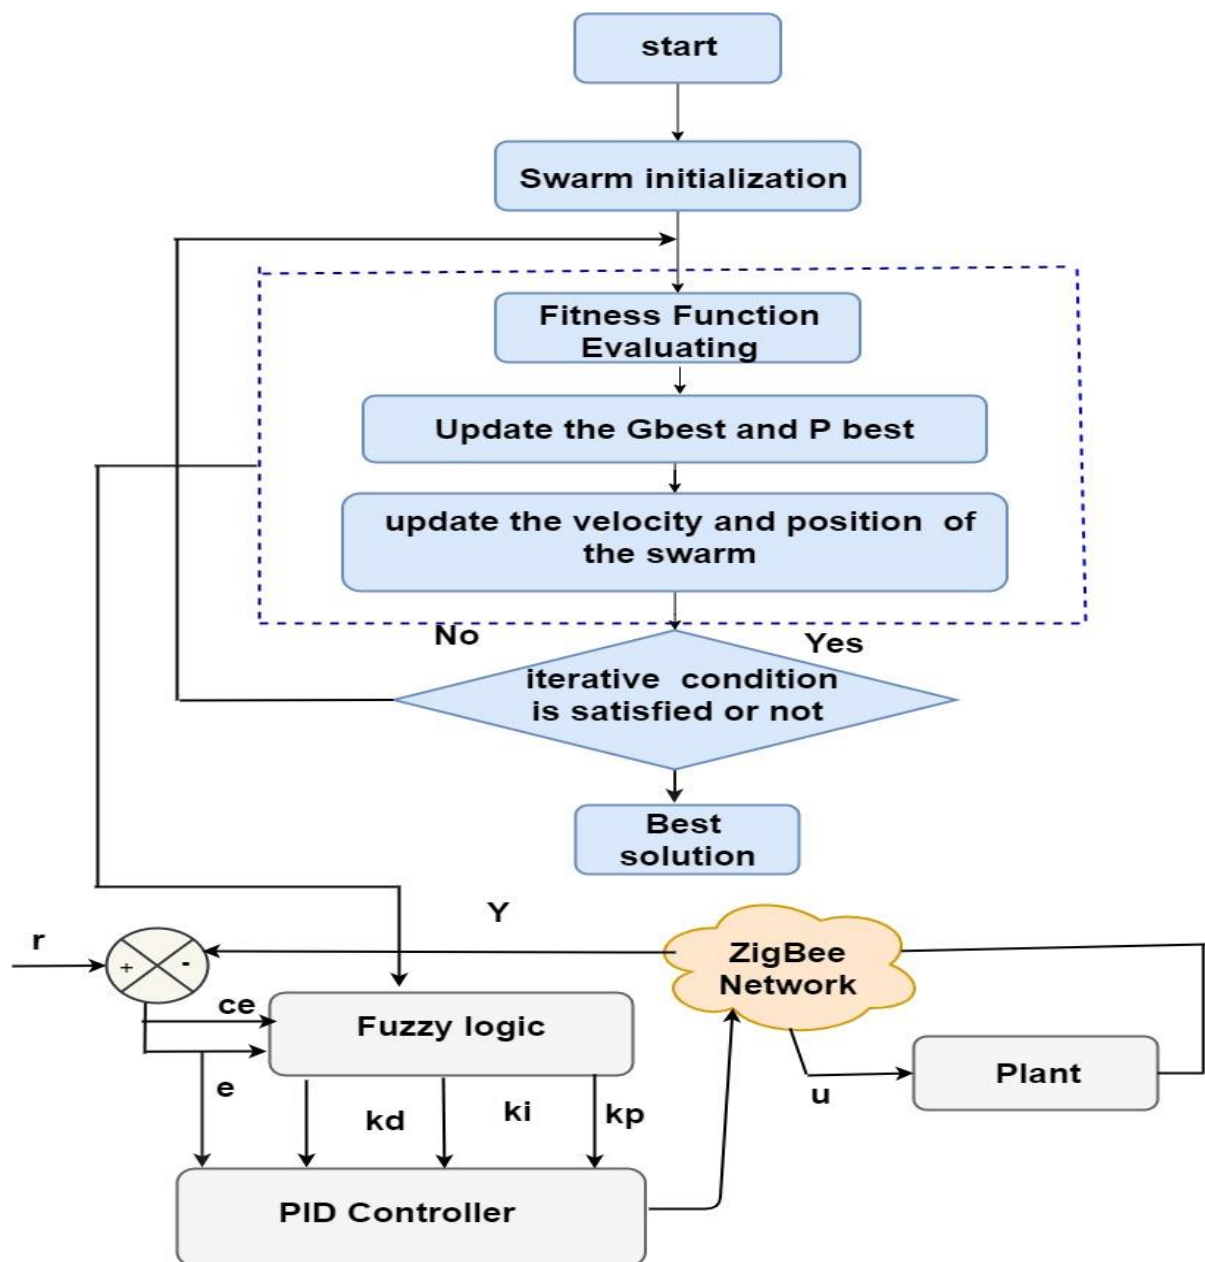 start
Swarm initialization
Fitness Function
Evaluating
Update the Gbest and P best
update the velocity and position of
the swarm
No
Yes
iterative condition
is satisfied or not
Best
solution
Y
r
+
-
ZigBee
Network
ce
Fuzzy logic
e
kd
ki
kp
u
Plant
PID Controller